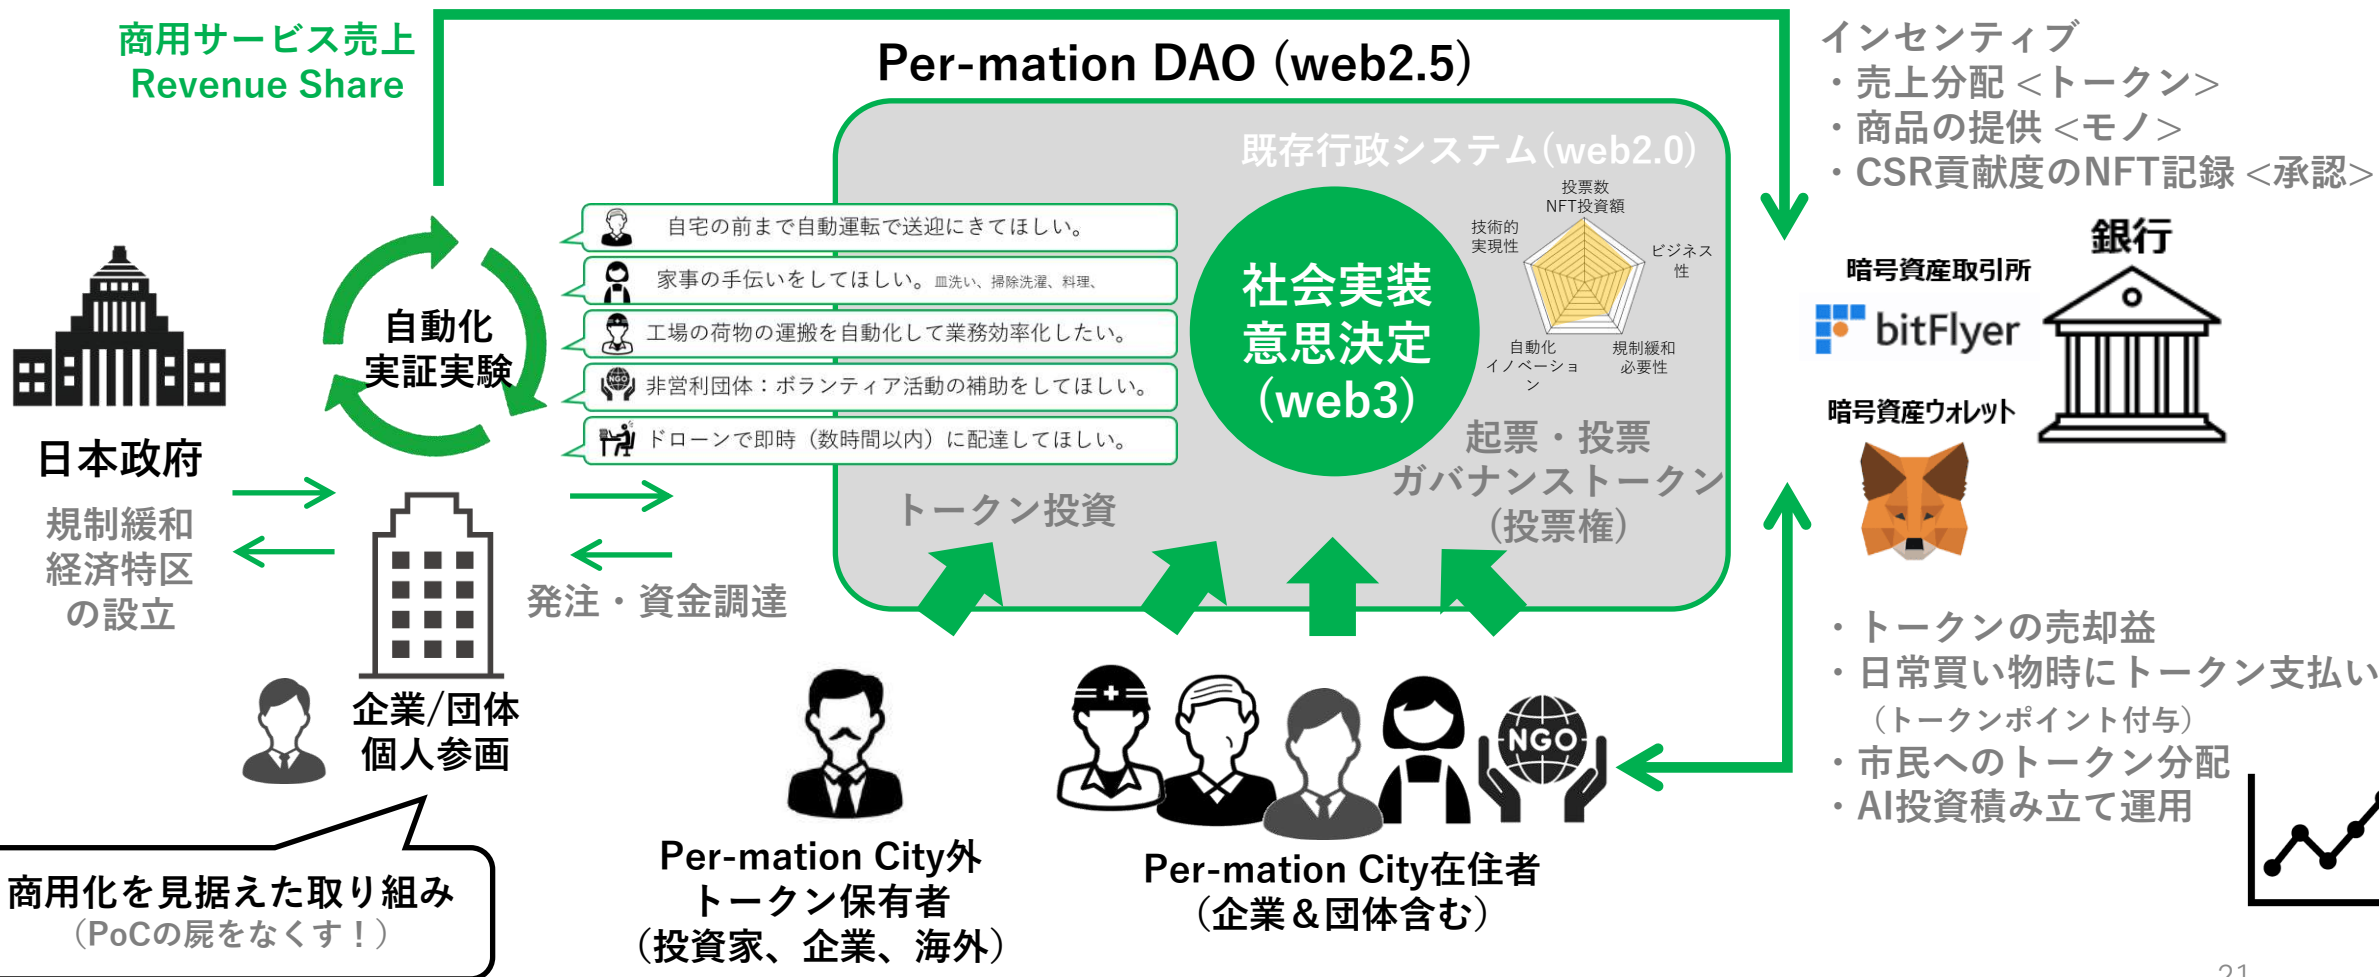 商用サービス売上
Revenue Share
Per-mation DAO (web2.5)
インセンティブ
・売上分配 <トークン>
・商品の提供 <モノ>
・CSR貢献度のNFT記録 <承認>
既存行政システム(web2.0)
自宅の前まで自動運転で送迎にきてほしい。
家事の手伝いをしてほしい。皿洗い、掃除洗濯、料理、
工場の荷物の運搬を自動化して業務効率化したい。
NGO
非営利団体：ボランティア活動の補助をしてほしい。
ドローンで即時（数時間以内）に配達してほしい。
社会実装
意思決定
(web3)
投票数
NFT投資額
技術的
実現性
ビジネス
性
自動化
イノベーショ
ン
規制緩和
必要性
起票・投票
ガバナンストークン
(投票権)
トークン投資
自動化
実証実験
日本政府
規制緩和
経済特区
の設立
発注・資金調達
企業/団体
個人参画
商用化を見据えた取り組み
（PoCの屍をなくす！）
Per-mation City外
トークン保有者
（投資家、企業、海外）
NGO
Per-mation City在住者
（企業＆団体含む）
銀行
暗号資産取引所
bitFlyer
暗号資産ウォレット
・トークンの売却益
・日常買い物時にトークン支払い
（トークンポイント付与）
・市民へのトークン分配
・AI投資積み立て運用
21